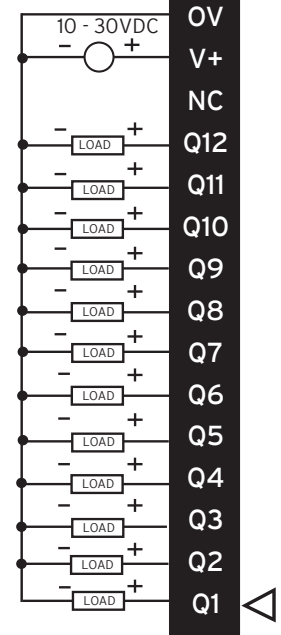 0V
10 - 30VDC
− + V+
NC
− LOAD + Q12
− LOAD + Q11
− LOAD + Q10
− LOAD + Q9
− LOAD + Q8
− LOAD + Q7
− LOAD + Q6
− LOAD + Q5
− LOAD + Q4
− LOAD + Q3
− LOAD + Q2
− LOAD + Q1